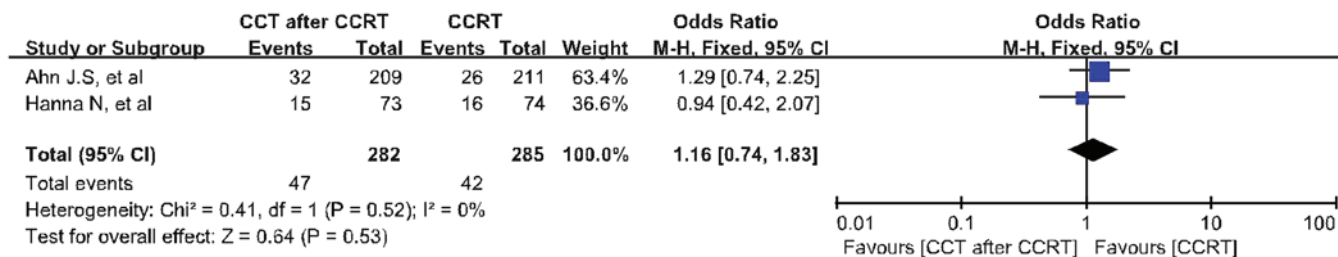 CCT after CCRT CCRT Odds Ratio Odds Ratio
Study or Subgroup Events Total Events Total Weight M-H, Fixed, 95% CI M-H, Fixed, 95% CI
Ahn J.S, et al 32 209 26 211 63.4% 1.29 [0.74, 2.25]
Hanna N, et al 15 73 16 74 36.6% 0.94 [0.42, 2.07]
Total (95% CI) 282 285 100.0% 1.16 [0.74, 1.83]
Total events 47 42
Heterogeneity: Chi² = 0.41, df = 1 (P = 0.52); I² = 0%
Test for overall effect: Z = 0.64 (P = 0.53)
0.01 0.1 1 10 100
Favours [CCT after CCRT] Favours [CCRT]